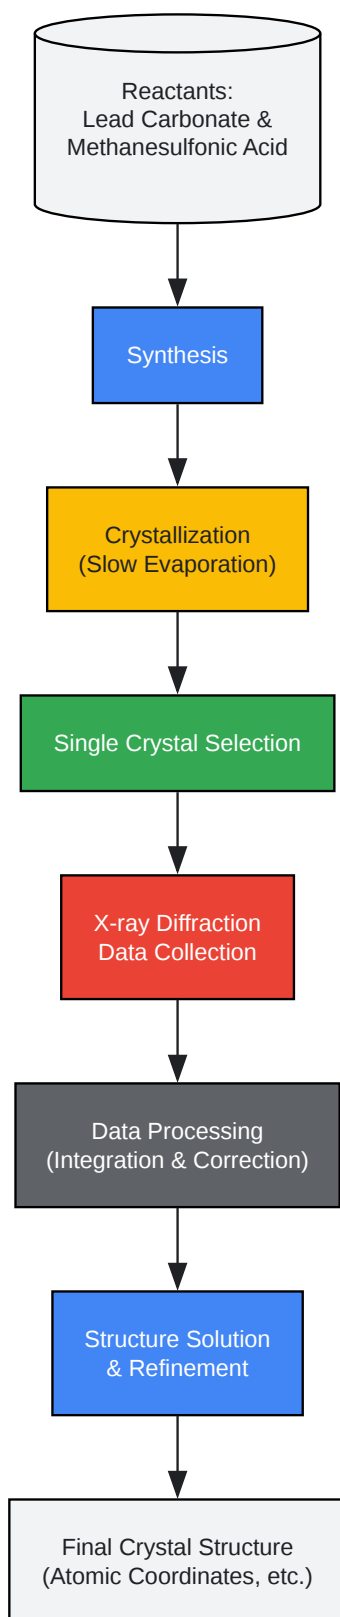 Reactants:
Lead Carbonate &
Methanesulfonic Acid
Synthesis
Crystallization
(Slow Evaporation)
Single Crystal Selection
X-ray Diffraction
Data Collection
Data Processing
(Integration & Correction)
Structure Solution
& Refinement
Final Crystal Structure
(Atomic Coordinates, etc.)